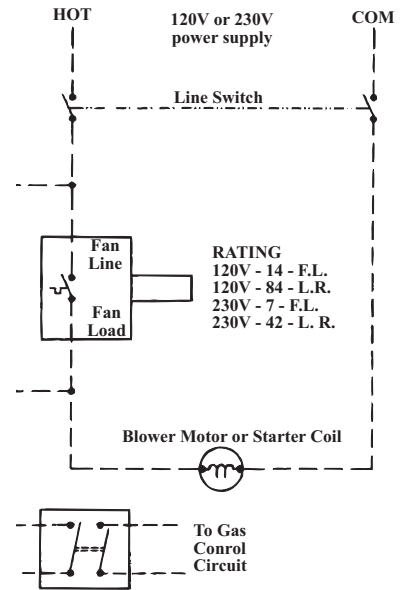 HOT
120V or 230V
power supply
COM
Line Switch
Fan
Line
Fan
Load
RATING
120V - 14 - F.L.
120V - 84 - L.R.
230V - 7 - F.L.
230V - 42 - L. R.
Blower Motor or Starter Coil
To Gas
Conrol
Circuit